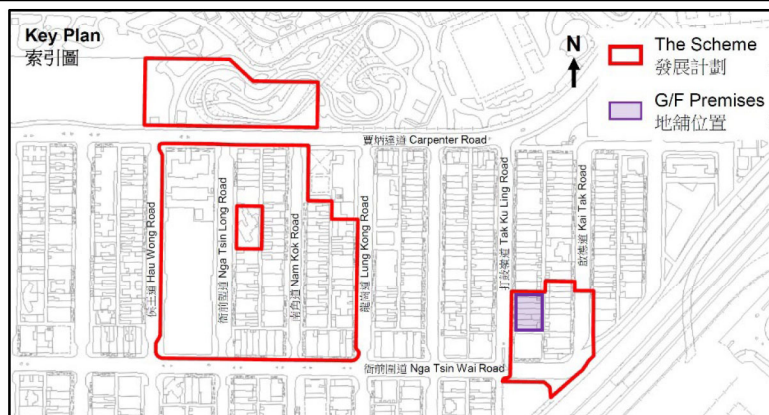 Key Plan
索引圖
N
The Scheme
發展計劃
G/F Premises
地舖位置
賈炳達道 Carpenter Road
侯王道 Hau Wong Road
衙前塱道 Nga Tsin Long Road
南角道 Nam Kok Road
龍崗道 Lung Kong Road
打鼓嶺道 Tak Ku Ling Road
啟德道 Kai Tak Road
衙前圍道 Nga Tsin Wai Road